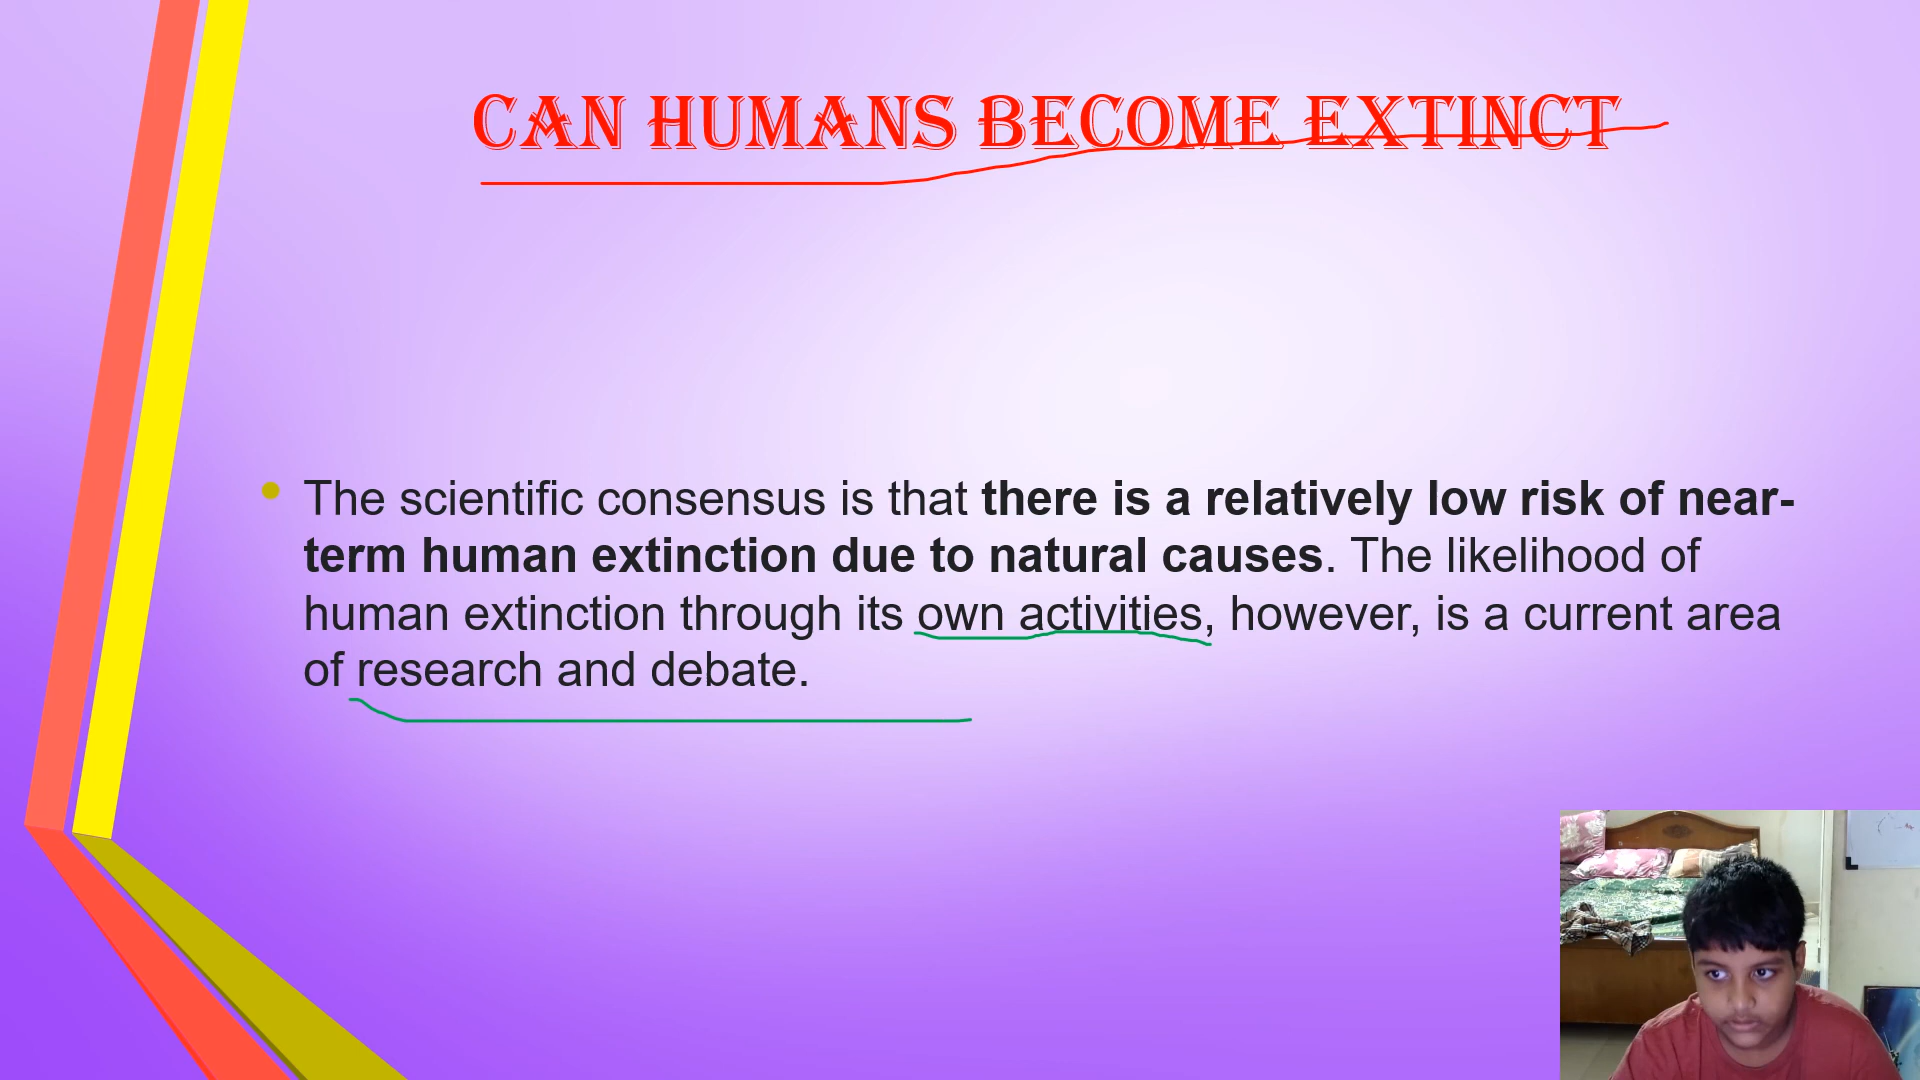 CAN HUMANS BECOME EXTINCT
The scientific consensus is that there is a relatively low risk of near-
term human extinction due to natural causes. The likelihood of
human extinction through its own activities, however, is a current area
of research and debate.